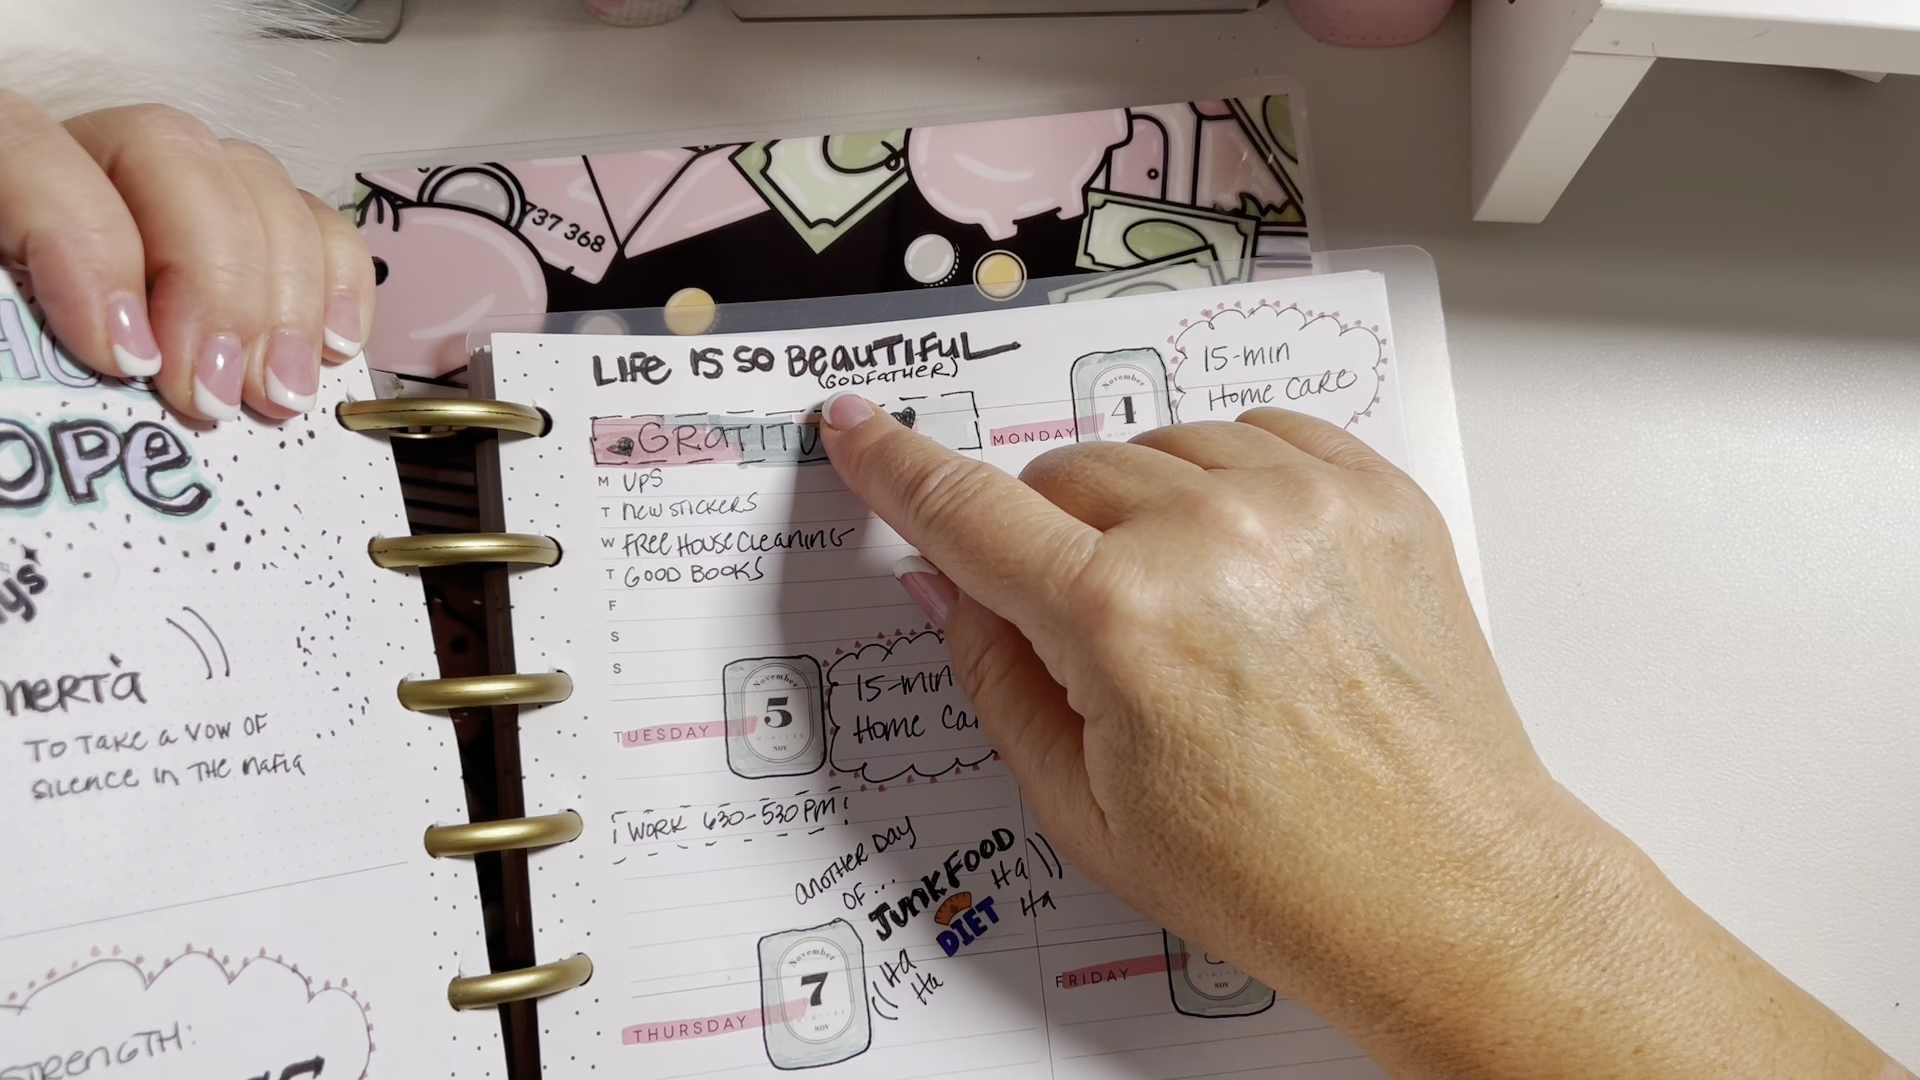 737 368
OPE
TO TAKE a VOW OF
SILENCE IN THE MAFIA
STRENGTH:
LIFE IS SO BEAUTIFUL
(GODFATHER)
GRATITU
M UPS
T NEW STICKERS
W FREE HOUSE CLEANING
T GOOD BOOKS
F
S
S
MONDAY
November
4
15-min
Home Care
TUESDAY
November
5
NOV
15-min
Home Ca
WORK 630-530 PM
ANOTHER DAY
OF...
JUNK FOOD
DIET
Ha
Ha
Ha
Ha
THURSDAY
November
7
NOV
FRIDAY
NOV